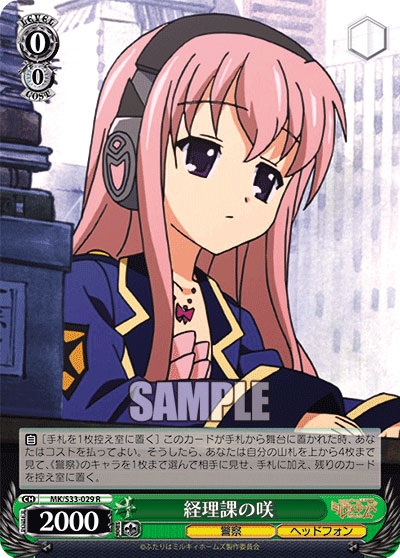 LEVEL
0
0
COST
SAMPLE
自 [手札を1枚控え室に置く] このカードが手札から舞台に置かれた時、あな
たはコストを払ってよい。そうしたら、あなたは自分の山札を上から4枚まで
見て、《警察》のキャラを1枚まで選んで相手に見せ、手札に加え、残りのカード
を控え室に置く。
CH MK/S33-029 R
経理課の咲
POWER
2000
警察 ヘッドフォン
©ふたりはミルキィホームズ製作委員会